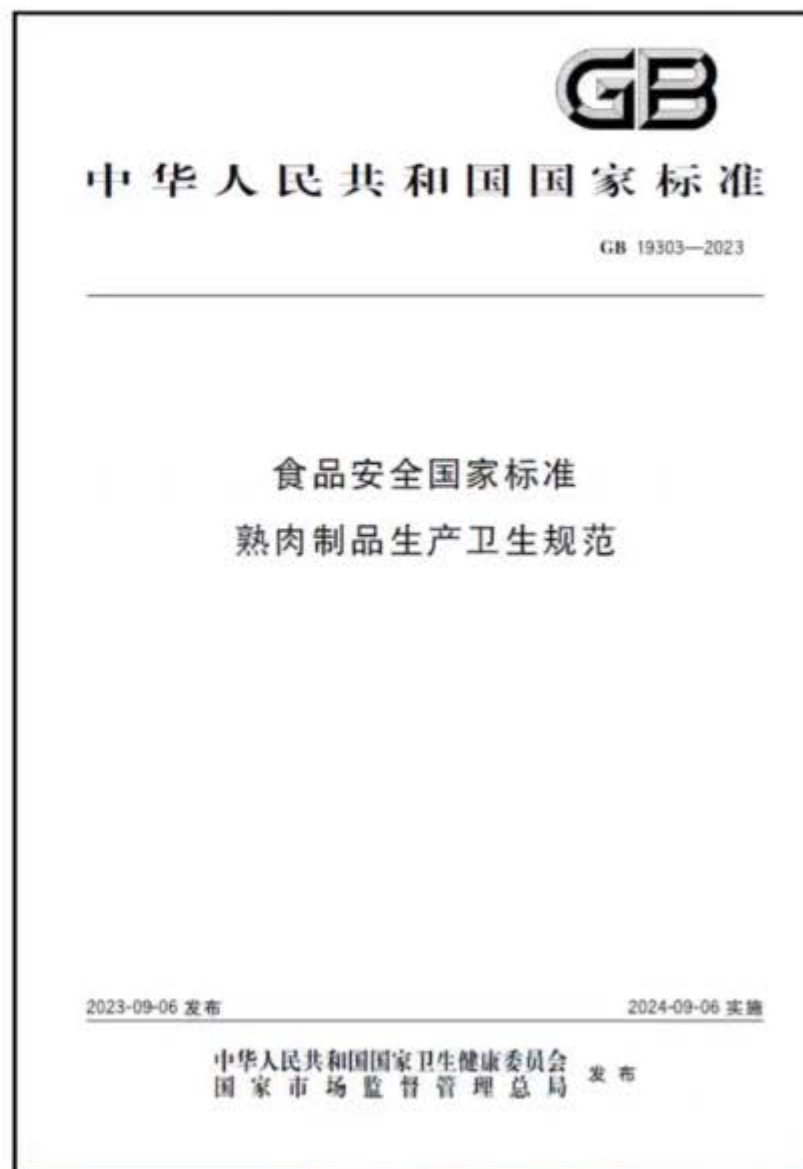 GB
中华人民共和国国家标准
GB 19303—2023
食品安全国家标准
熟肉制品生产卫生规范
2023-09-06 发布
2024-09-06 实施
中华人民共和国国家卫生健康委员会
国家市场监督管理总局
发布